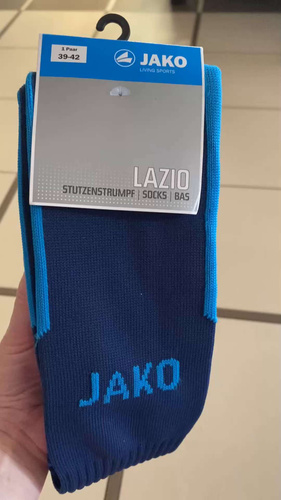 1 Paar
39-42
JAKO
LIVING SPORTS
LAZIO
STUTZENSTRUMPF | SOCKS | BAS
JAKO